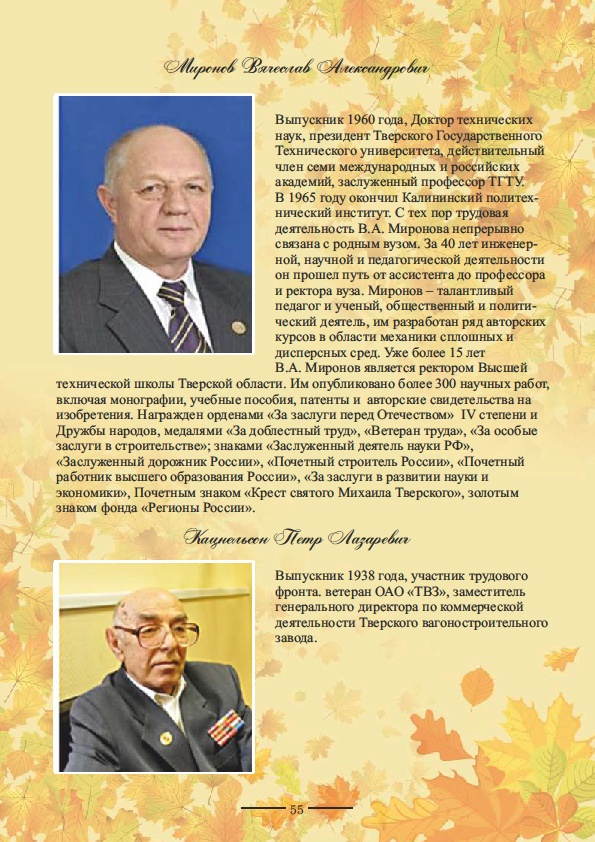 Миронов Вячеслав Александрович
Выпускник 1960 года, Доктор технических
наук, президент Тверского Государственного
Технического университета, действительный
член семи международных и российских
академий, заслуженный профессор ТГТУ.
В 1965 году окончил Калининский политех-
нический институт. С тех пор трудовая
деятельность В.А. Миронова непрерывно
связана с родным вузом. За 40 лет инженер-
ной, научной и педагогической деятельности
он прошел путь от ассистента до профессора
и ректора вуза. Миронов – талантливый
педагог и ученый, общественный и полити-
ческий деятель, им разработан ряд авторских
курсов в области механики сплошных и
дисперсных сред. Уже более 15 лет
В.А. Миронов является ректором Высшей
технической школы Тверской области. Им опубликовано более 300 научных работ,
включая монографии, учебные пособия, патенты и авторские свидетельства на
изобретения. Награжден орденами «За заслуги перед Отечеством» IV степени и
Дружбы народов, медалями «За доблестный труд», «Ветеран труда», «За особые
заслуги в строительстве»; знаками «Заслуженный деятель науки РФ»,
«Заслуженный дорожник России», «Почетный строитель России», «Почетный
работник высшего образования России», «За заслуги в развитии науки и
экономики», Почетным знаком «Крест святого Михаила Тверского», золотым
знаком фонда «Регионы России».
Кацнельсон Петр Лазаревич
Выпускник 1938 года, участник трудового
фронта. ветеран ОАО «ТВЗ», заместитель
генерального директора по коммерческой
деятельности Тверского вагоностроительного
завода.
55